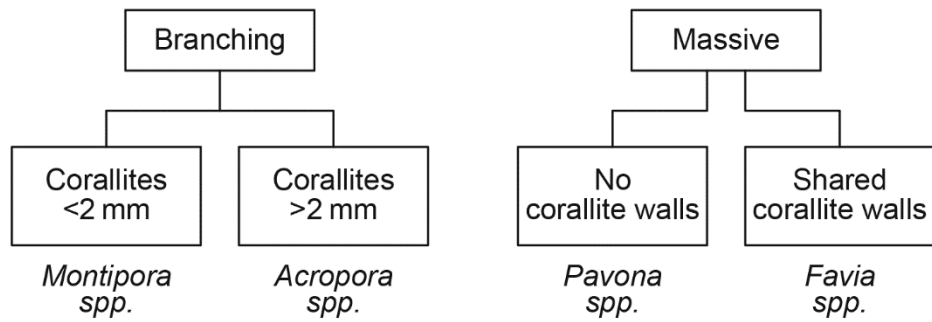 Branching
Massive
Corallites
<2 mm
Corallites
>2 mm
No
corallite walls
Shared
corallite walls
Montipora
spp.
Acropora
spp.
Pavona
spp.
Favia
spp.